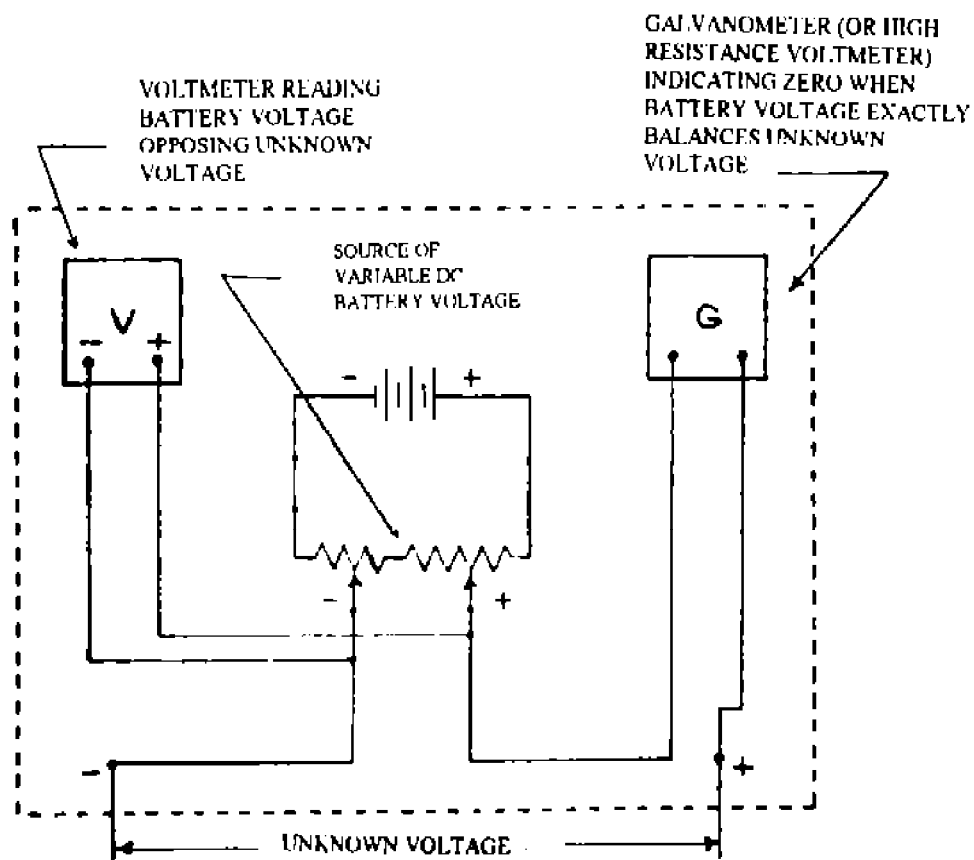 GALVANOMETER (OR HIGH
RESISTANCE VOLTMETER)
INDICATING ZERO WHEN
BATTERY VOLTAGE EXACTLY
BALANCES UNKNOWN
VOLTAGE
VOLTMETER READING
BATTERY VOLTAGE
OPPOSING UNKNOWN
VOLTAGE
SOURCE OF
VARIABLE DC
BATTERY VOLTAGE
V
- +
G
- +
- +
- +
UNKNOWN VOLTAGE